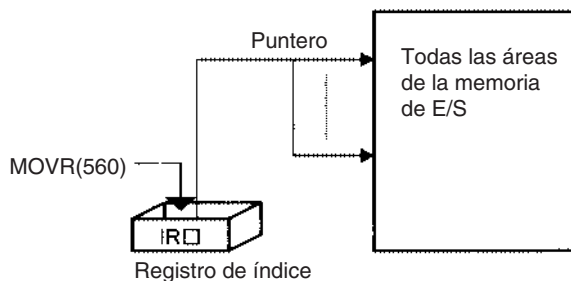 Puntero
Todas las áreas
de la memoria
de E/S
MOVR(560)
IR□
Registro de índice